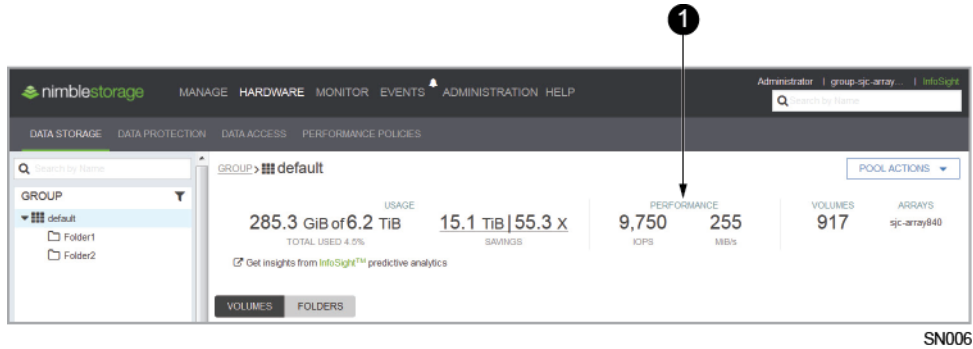 1
nimblestorage MANAGE HARDWARE MONITOR EVENTS ADMINISTRATION HELP
Administrator | group-sjc-array... | InfoSight
Search by Name
DATA STORAGE DATA PROTECTION DATA ACCESS PERFORMANCE POLICIES
Search by Name
GROUP
default
Folder1
Folder2
GROUP > default
POOL ACTIONS
USAGE
285.3 GiB of 6.2 TiB
TOTAL USED 4.5%
15.1 TiB | 55.3 X
SAVINGS
PERFORMANCE
9,750
IOPS
255
MiB/s
VOLUMES
917
ARRAYS
sjc-array840
Get insights from InfoSight™ predictive analytics
VOLUMES FOLDERS
SN006